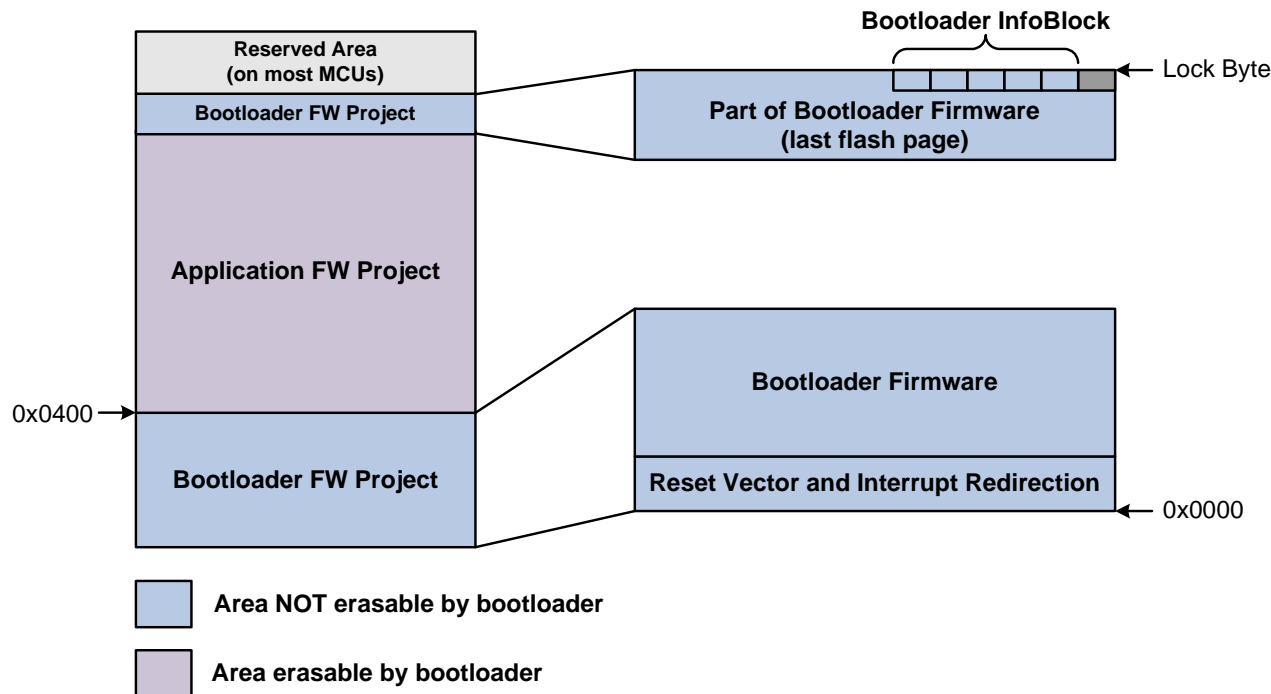 Bootloader InfoBlock
Reserved Area
(on most MCUs)
Lock Byte
Bootloader FW Project
Part of Bootloader Firmware
(last flash page)
Application FW Project
Bootloader Firmware
0x0400
Bootloader FW Project
Reset Vector and Interrupt Redirection
0x0000
Area NOT erasable by bootloader
Area erasable by bootloader